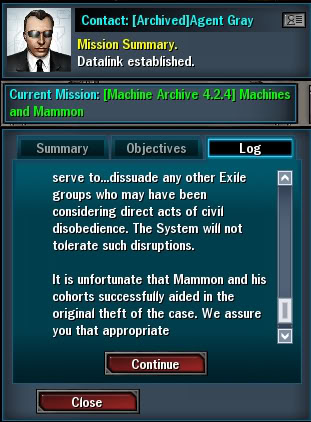 Contact: [Archived]Agent Gray
Mission Summary.
Datalink established.
Current Mission: [Machine Archive 4.2.4] Machines
and Mammon
Summary
Objectives
Log
serve to...dissuade any other Exile
groups who may have been
considering direct acts of civil
disobedience. The System will not
tolerate such disruptions.
It is unfortunate that Mammon and his
cohorts successfully aided in the
original theft of the case. We assure
you that appropriate
Continue
Close